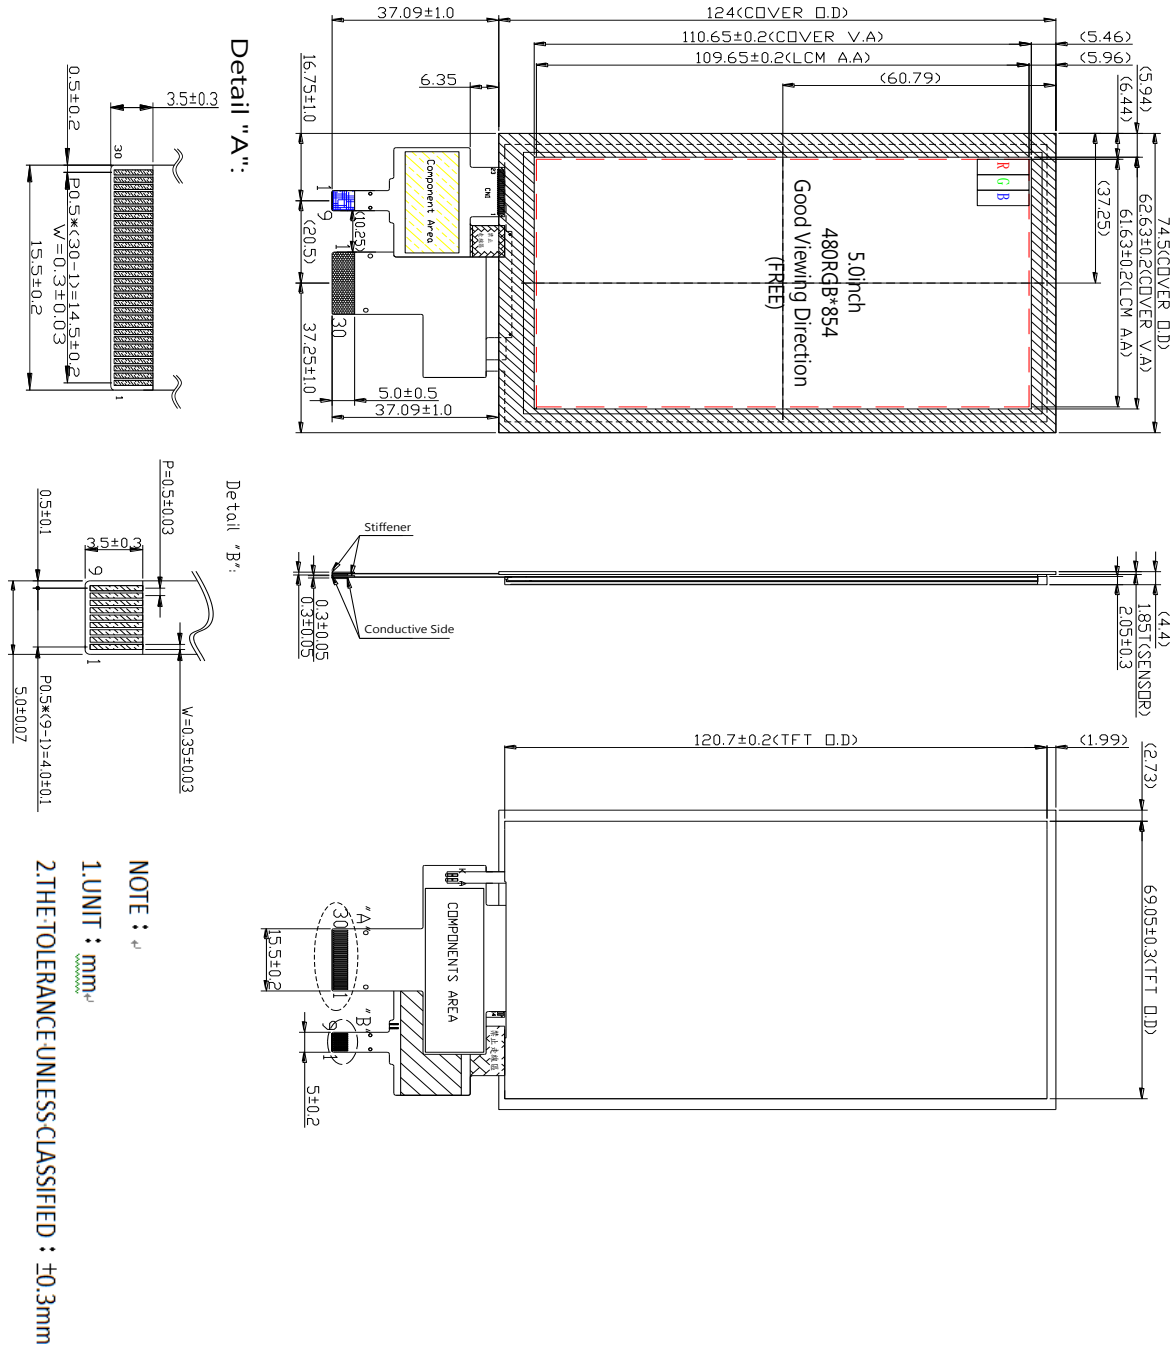 37.09±1.0
124(COVER O.D)
110.65±0.2(COVER V.A)
(5.46)
109.65±0.2(LCM A.A)
(5.96)
6.35
(60.79)
16.75±1.0
(5.94)
(6.44)
Detail "A":
0.5±0.2
3.5±0.3
30
1
P0.5*(30-1)=14.5±0.2
W=0.3±0.03
15.5±0.2
Component Area
CN0
1
9
(10.25)
(20.5)
1
30
37.25±1.0
5.0±0.5
37.09±1.0
R G B
5.0inch
480RGB*854
Good Viewing Direction
(FREE)
(37.25)
61.63±0.2(LCM A.A)
62.63±0.2(COVER V.A)
74.5(COVER O.D)
Detail "B":
P=0.5±0.03
0.5±0.1
3.5±0.3
9
1
W=0.35±0.03
P0.5*(9-1)=4.0±0.1
5.0±0.07
Stiffener
Conductive Side
0.3±0.05
0.3±0.05
(4.4)
1.85T(SENSOR)
2.05±0.3
120.7±0.2(TFT O.D)
(1.99)
(2.73)
69.05±0.3(TFT O.D)
K A
COMPONENTS AREA
禁止走線區
"A"
30
1
15.5±0.2
"B"
9
1
5±0.2
NOTE：
1.UNIT：mm
2.THE TOLERANCE UNLESS CLASSIFIED：±0.3mm